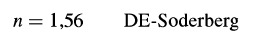 n = 1,56 DE-Soderberg